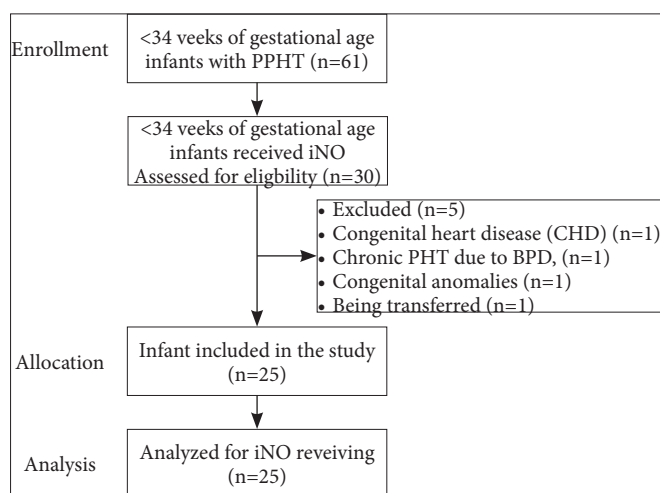 Enrollment
<34 veeks of gestational age
infants with PPHT (n=61)
<34 veeks of gestational age
infants received iNO
Assessed for eligbility (n=30)
• Excluded (n=5)
• Congenital heart disease (CHD) (n=1)
• Chronic PHT due to BPD, (n=1)
• Congenital anomalies (n=1)
• Being transferred (n=1)
Allocation
Infant included in the study
(n=25)
Analysis
Analyzed for iNO reveiving
(n=25)